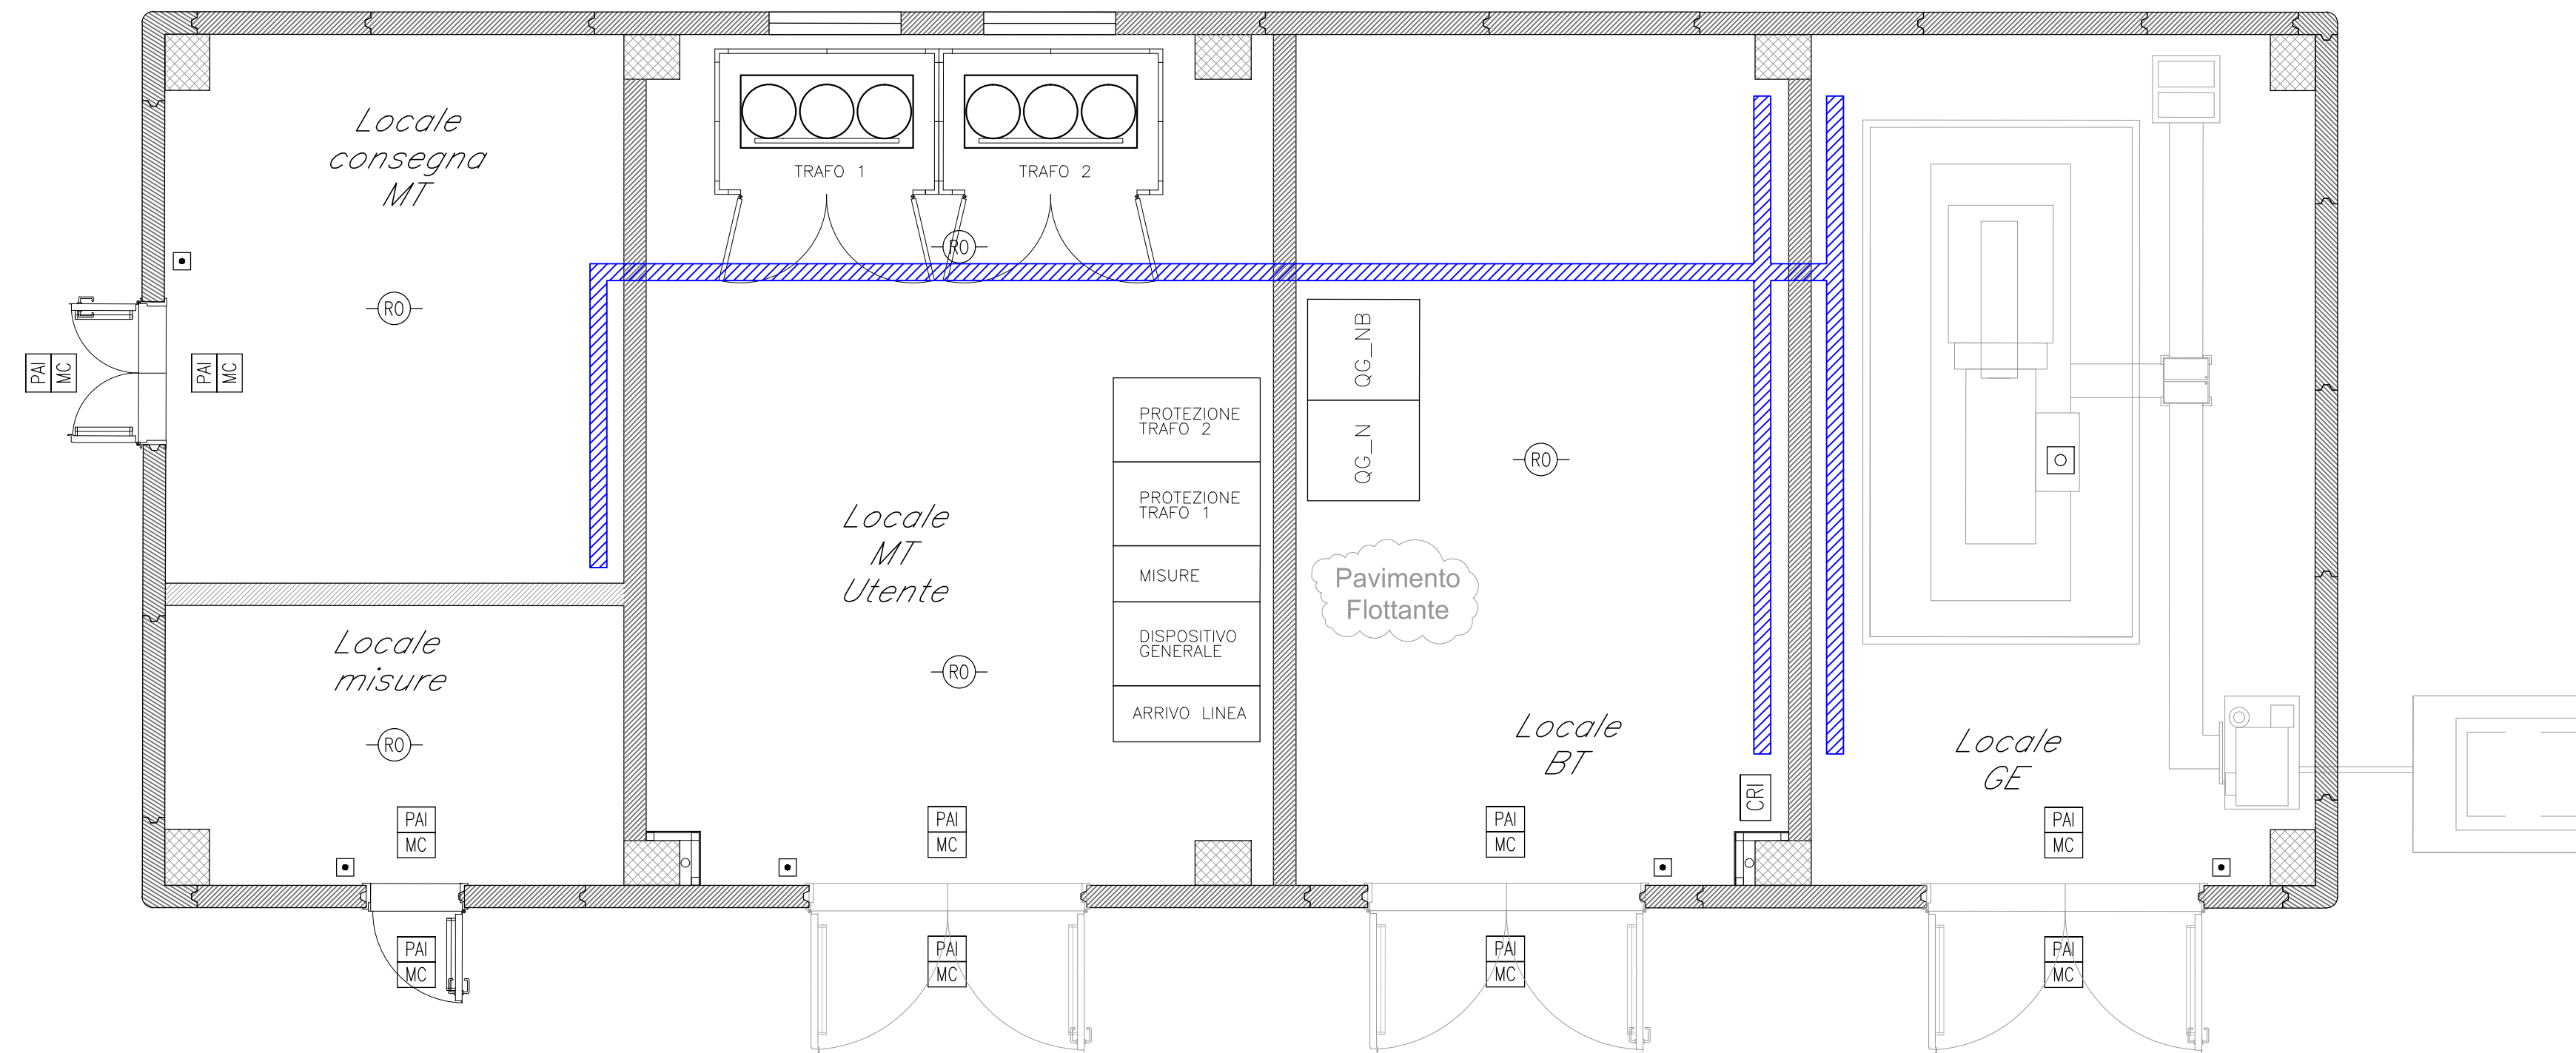 Locale
consegna
MT
TRAFO 1
TRAFO 2
RO
RO
PAI
MC
PAI
MC
QG_NB
QG_N
PROTEZIONE
TRAFO 2
PROTEZIONE
TRAFO 1
MISURE
DISPOSITIVO
GENERALE
ARRIVO LINEA
RO
Locale
MT
Utente
Pavimento
Flottante
Locale
misure
RO
RO
Locale
BT
Locale
GE
CRI
PAI
MC
PAI
MC
PAI
MC
PAI
MC
PAI
MC
PAI
MC
PAI
MC
PAI
MC